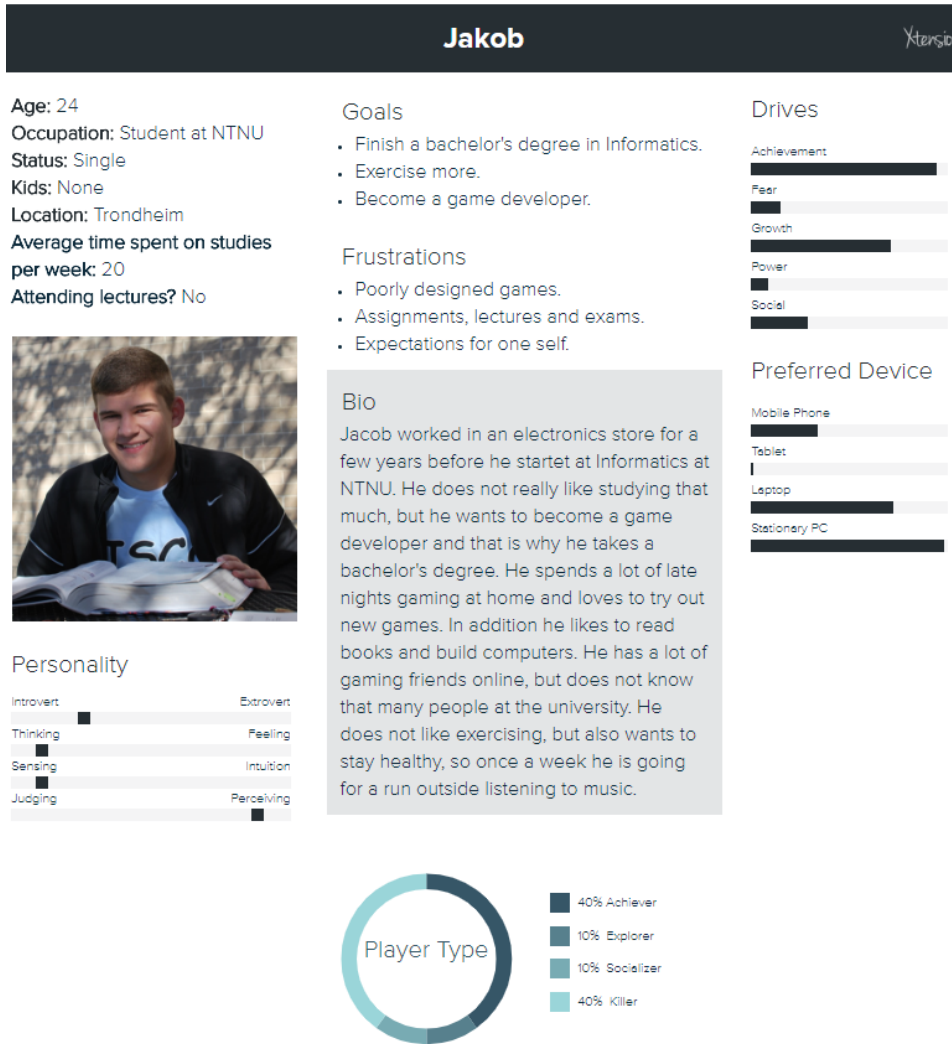 Jakob
Xtensio
Age: 24
Occupation: Student at NTNU
Status: Single
Kids: None
Location: Trondheim
Average time spent on studies
per week: 20
Attending lectures? No
Personality
Introvert Extrovert
Thinking Feeling
Sensing Intuition
Judging Perceiving
Goals
• Finish a bachelor's degree in Informatics.
• Exercise more.
• Become a game developer.
Frustrations
• Poorly designed games.
• Assignments, lectures and exams.
• Expectations for one self.
Bio
Jacob worked in an electronics store for a
few years before he startet at Informatics at
NTNU. He does not really like studying that
much, but he wants to become a game
developer and that is why he takes a
bachelor's degree. He spends a lot of late
nights gaming at home and loves to try out
new games. In addition he likes to read
books and build computers. He has a lot of
gaming friends online, but does not know
that many people at the university. He
does not like exercising, but also wants to
stay healthy, so once a week he is going
for a run outside listening to music.
Drives
Achievement
Fear
Growth
Power
Social
Preferred Device
Mobile Phone
Tablet
Laptop
Stationary PC
Player Type
40% Achiever
10% Explorer
10% Socializer
40% Killer